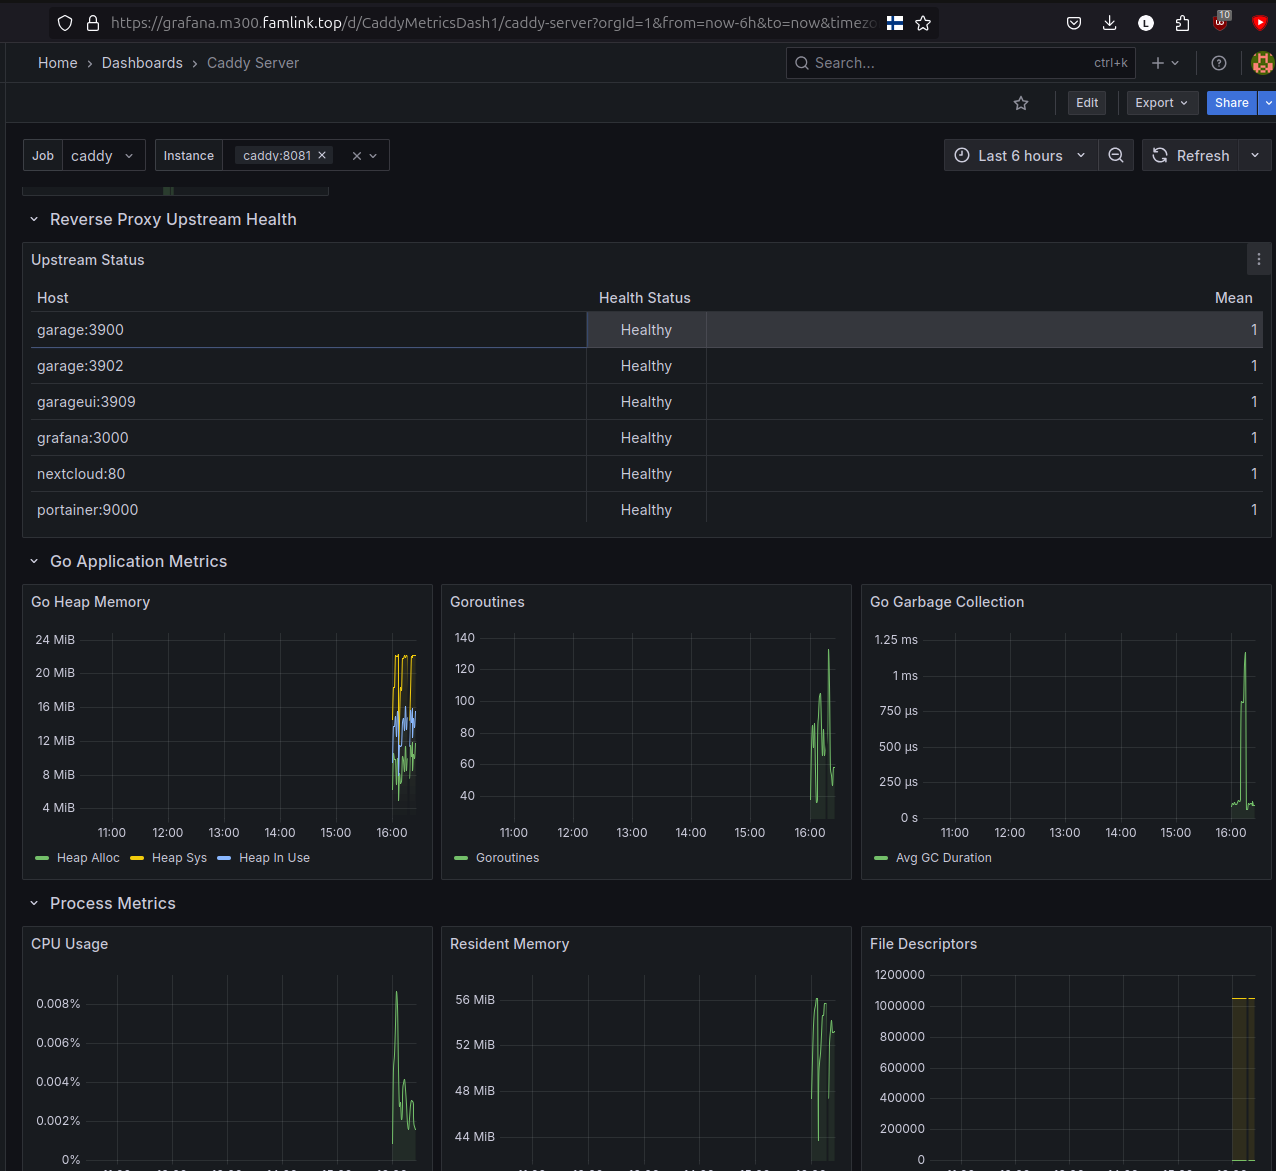 https://grafana.m300.famlink.top/d/CaddyMetricsDash1/caddy-server?orgId=1&from=now-6h&to=now&timezo
10
Home › Dashboards › Caddy Server
Search... ctrl+k
Edit Export Share
Job caddy Instance caddy:8081 Last 6 hours Refresh
Reverse Proxy Upstream Health
Upstream Status
Host Health Status Mean
garage:3900 Healthy 1
garage:3902 Healthy 1
garageui:3909 Healthy 1
grafana:3000 Healthy 1
nextcloud:80 Healthy 1
portainer:9000 Healthy 1
Go Application Metrics
Go Heap Memory
24 MiB
20 MiB
16 MiB
12 MiB
8 MiB
4 MiB
11:00 12:00 13:00 14:00 15:00 16:00
Heap Alloc Heap Sys Heap In Use
Goroutines
140
120
100
80
60
40
11:00 12:00 13:00 14:00 15:00 16:00
Goroutines
Go Garbage Collection
1.25 ms
1 ms
750 µs
500 µs
250 µs
0 s
11:00 12:00 13:00 14:00 15:00 16:00
Avg GC Duration
Process Metrics
CPU Usage
0.008%
0.006%
0.004%
0.002%
0%
Resident Memory
56 MiB
52 MiB
48 MiB
44 MiB
File Descriptors
1200000
1000000
800000
600000
400000
200000
0